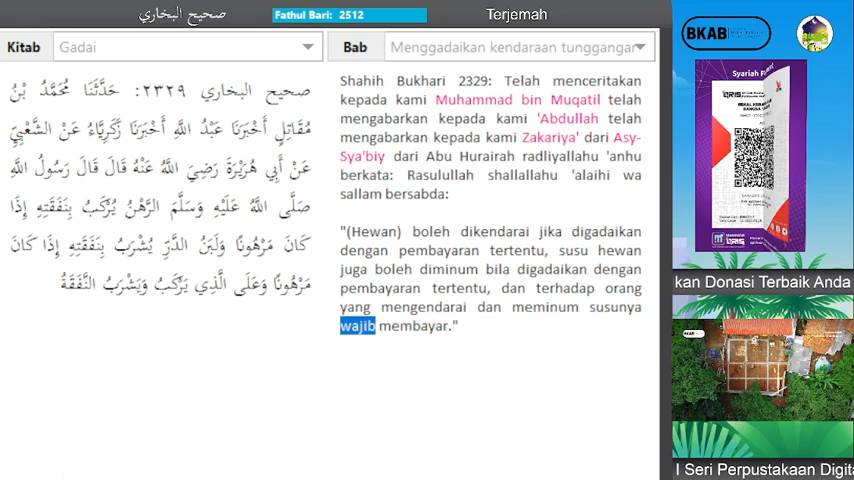 صحيح البخاري
Fathul Bari: 2512
Terjemah
Kitab
Gadai
Bab
Menggadaikan kendaraan tunggangan
صحيح البخاري ٢٣٢٩: حَدَّثَنَا مُحَمَّدُ بْنُ
مُقَاتِلٍ أَخْبَرَنَا عَبْدُ اللَّهِ أَخْبَرَنَا زَكَرِيَّاءُ عَنْ الشَّعْبِيِّ
عَنْ أَبِي هُرَيْرَةَ رَضِيَ اللَّهُ عَنْهُ قَالَ قَالَ رَسُولُ اللَّهِ
صَلَّى اللَّهُ عَلَيْهِ وَسَلَّمَ الرَّهْنُ يُرْكَبُ بِنَفَقَتِهِ إِذَا
كَانَ مَرْهُونًا وَلَبَنُ الدَّرِّ يُشْرَبُ بِنَفَقَتِهِ إِذَا كَانَ
مَرْهُونًا وَعَلَى الَّذِي يَرْكَبُ وَيَشْرَبُ النَّفَقَةُ
Shahih Bukhari 2329: Telah menceritakan
kepada kami Muhammad bin Muqatil telah
mengabarkan kepada kami 'Abdullah telah
mengabarkan kepada kami Zakariya' dari Asy-
Sya'biy dari Abu Hurairah radliyallahu 'anhu
berkata: Rasulullah shallallahu 'alaihi wa
sallam bersabda:
"(Hewan) boleh dikendarai jika digadaikan
dengan pembayaran tertentu, susu hewan
juga boleh diminum bila digadaikan dengan
pembayaran tertentu, dan terhadap orang
yang mengendarai dan meminum susunya
wajib membayar."
BKAB
Syariah
QRIS
kan Donasi Terbaik Anda
BKAB
I Seri Perpustakaan Digita